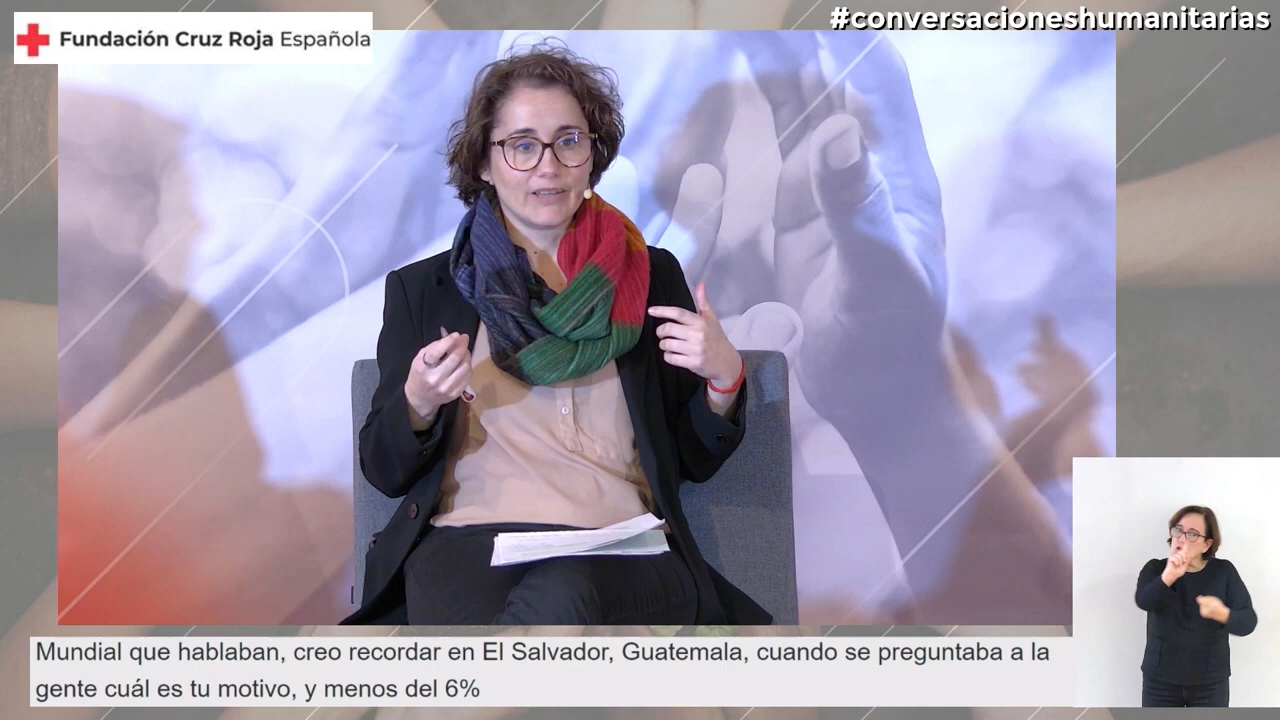 #conversacioneshumanitarias
Fundación Cruz Roja Española
Mundial que hablaban, creo recordar en El Salvador, Guatemala, cuando se preguntaba a la
gente cuál es tu motivo, y menos del 6%